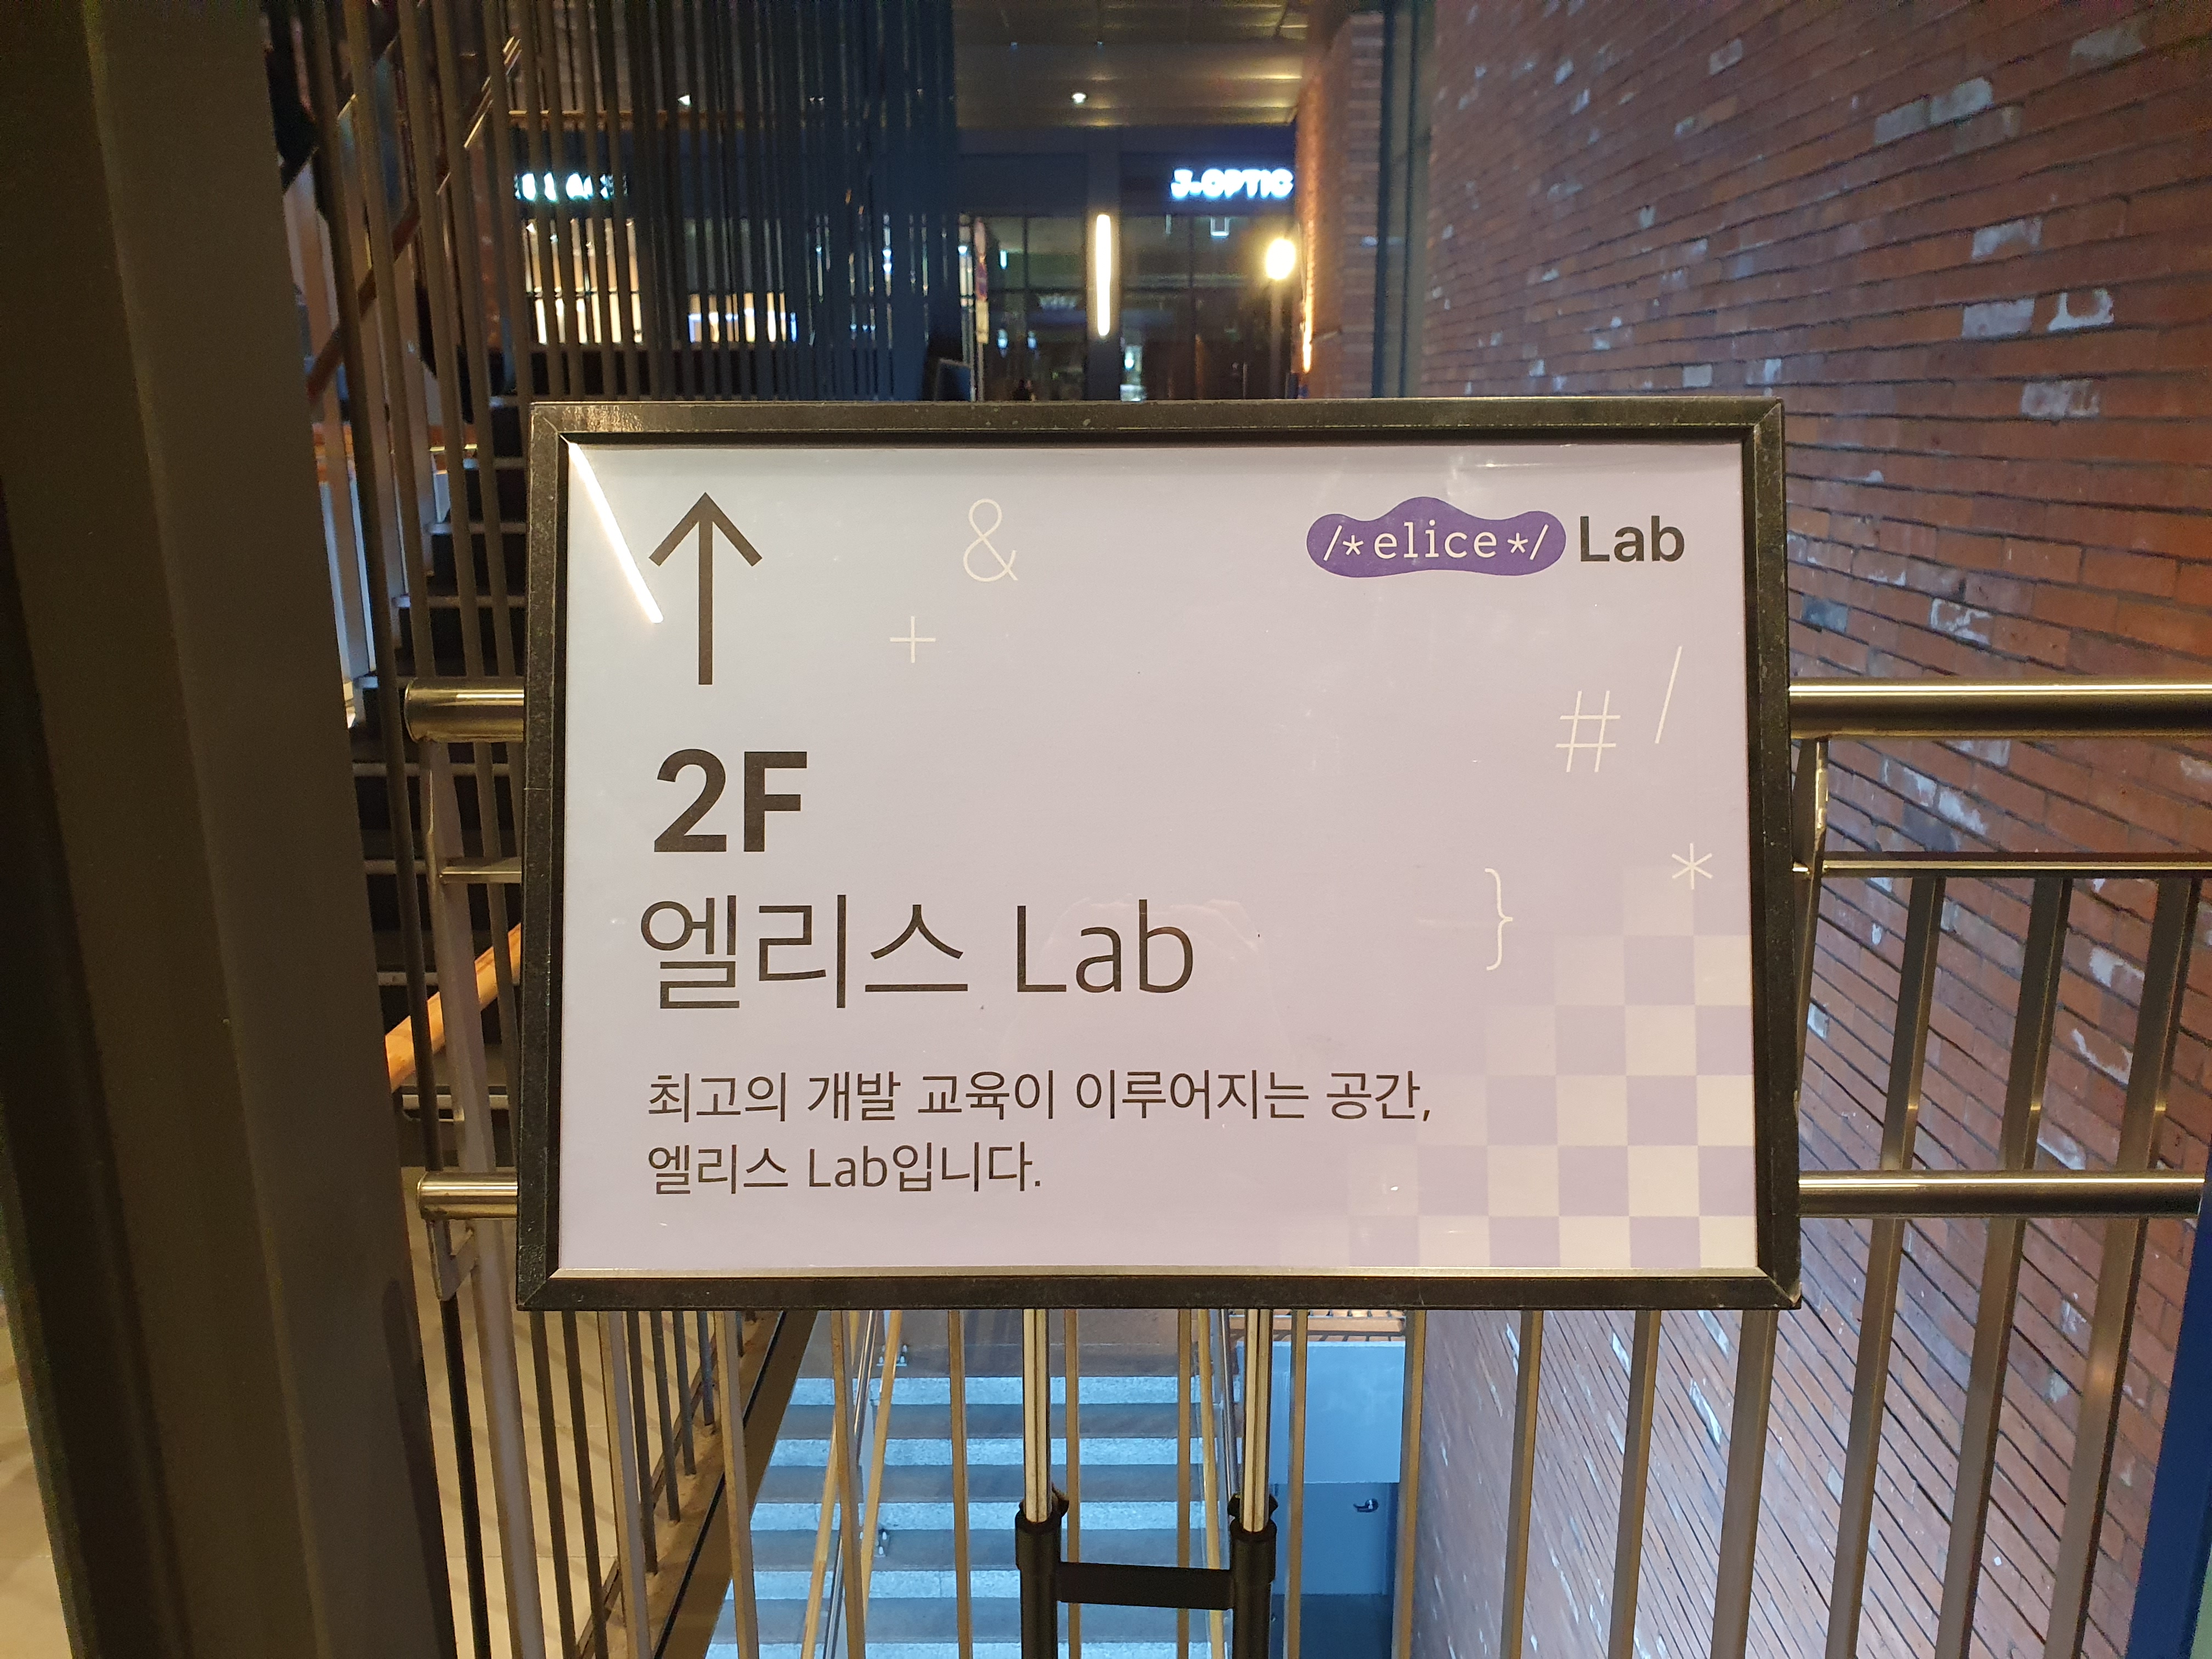 J.OPTIC
/*elice*/ Lab
&
+
# /
*
}
2F
엘리스 Lab
최고의 개발 교육이 이루어지는 공간,
엘리스 Lab입니다.